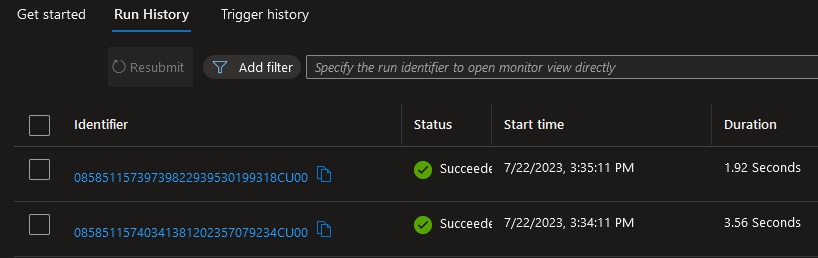 Get started Run History Trigger history
Resubmit Add filter Specify the run identifier to open monitor view directly
Identifier Status Start time Duration
08585115739739822939530199318CU00 Succeede 7/22/2023, 3:35:11 PM 1.92 Seconds
08585115740341381202357079234CU00 Succeede 7/22/2023, 3:34:11 PM 3.56 Seconds